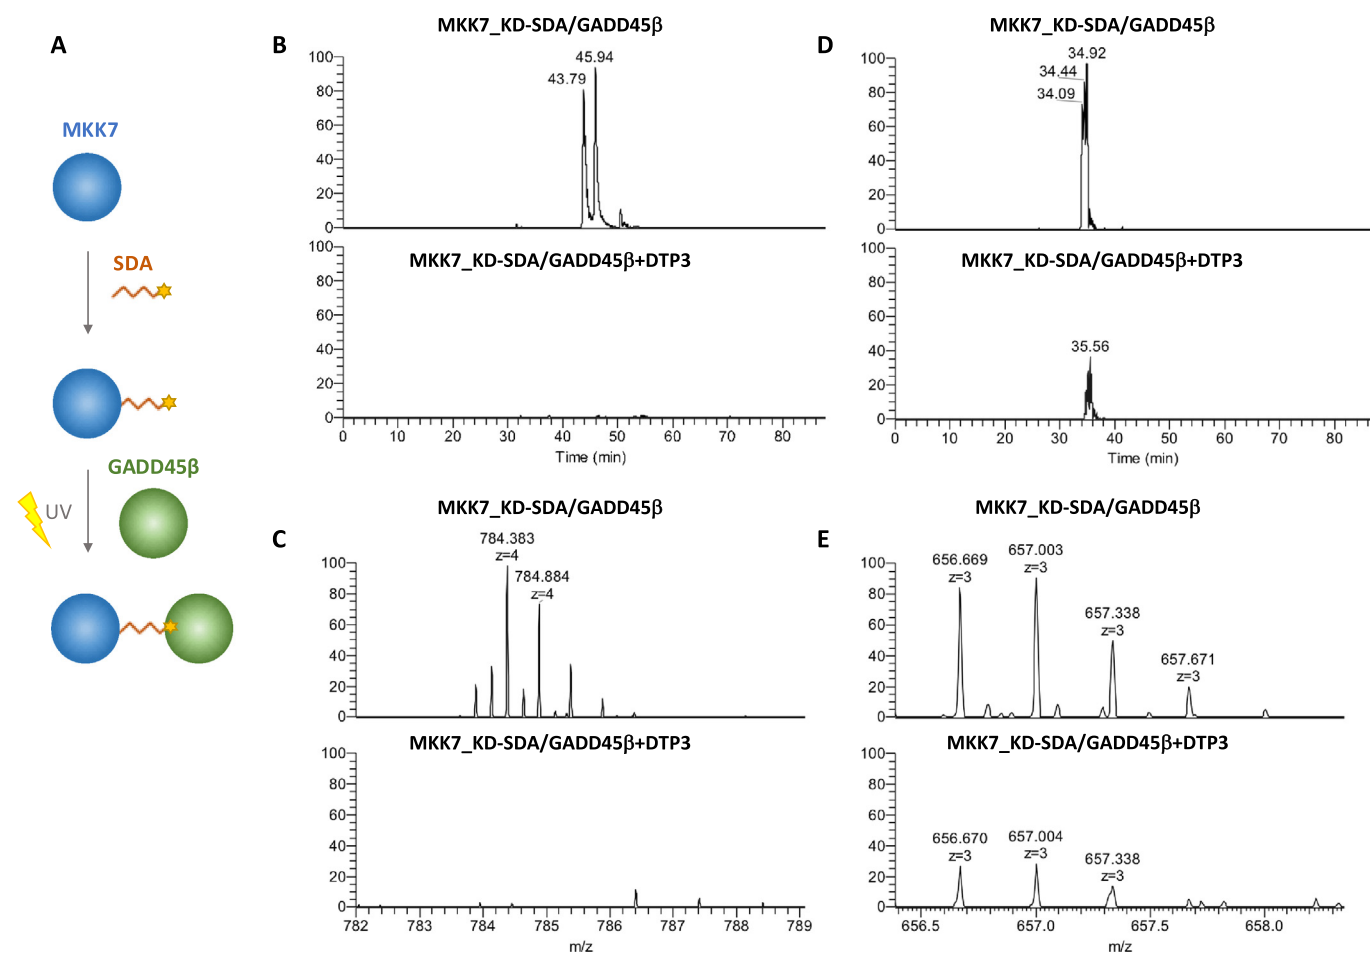 A
MKK7
SDA
GADD45β
UV
B
MKK7_KD-SDA/GADD45β
100
80
60
40
20
0
43.79
45.94
MKK7_KD-SDA/GADD45β+DTP3
100
80
60
40
20
0
0 10 20 30 40 50 60 70 80
Time (min)
D
MKK7_KD-SDA/GADD45β
100
80
60
40
20
0
34.92
34.44
34.09
MKK7_KD-SDA/GADD45β+DTP3
100
80
60
40
20
0
35.56
0 10 20 30 40 50 60 70 80
Time (min)
C
MKK7_KD-SDA/GADD45β
100
80
60
40
20
0
784.383
z=4
784.884
z=4
MKK7_KD-SDA/GADD45β+DTP3
100
80
60
40
20
0
782 783 784 785 786 787 788 789
m/z
E
MKK7_KD-SDA/GADD45β
100
80
60
40
20
0
656.669
z=3
657.003
z=3
657.338
z=3
657.671
z=3
MKK7_KD-SDA/GADD45β+DTP3
100
80
60
40
20
0
656.670
z=3
657.004
z=3
657.338
z=3
656.5 657.0 657.5 658.0
m/z